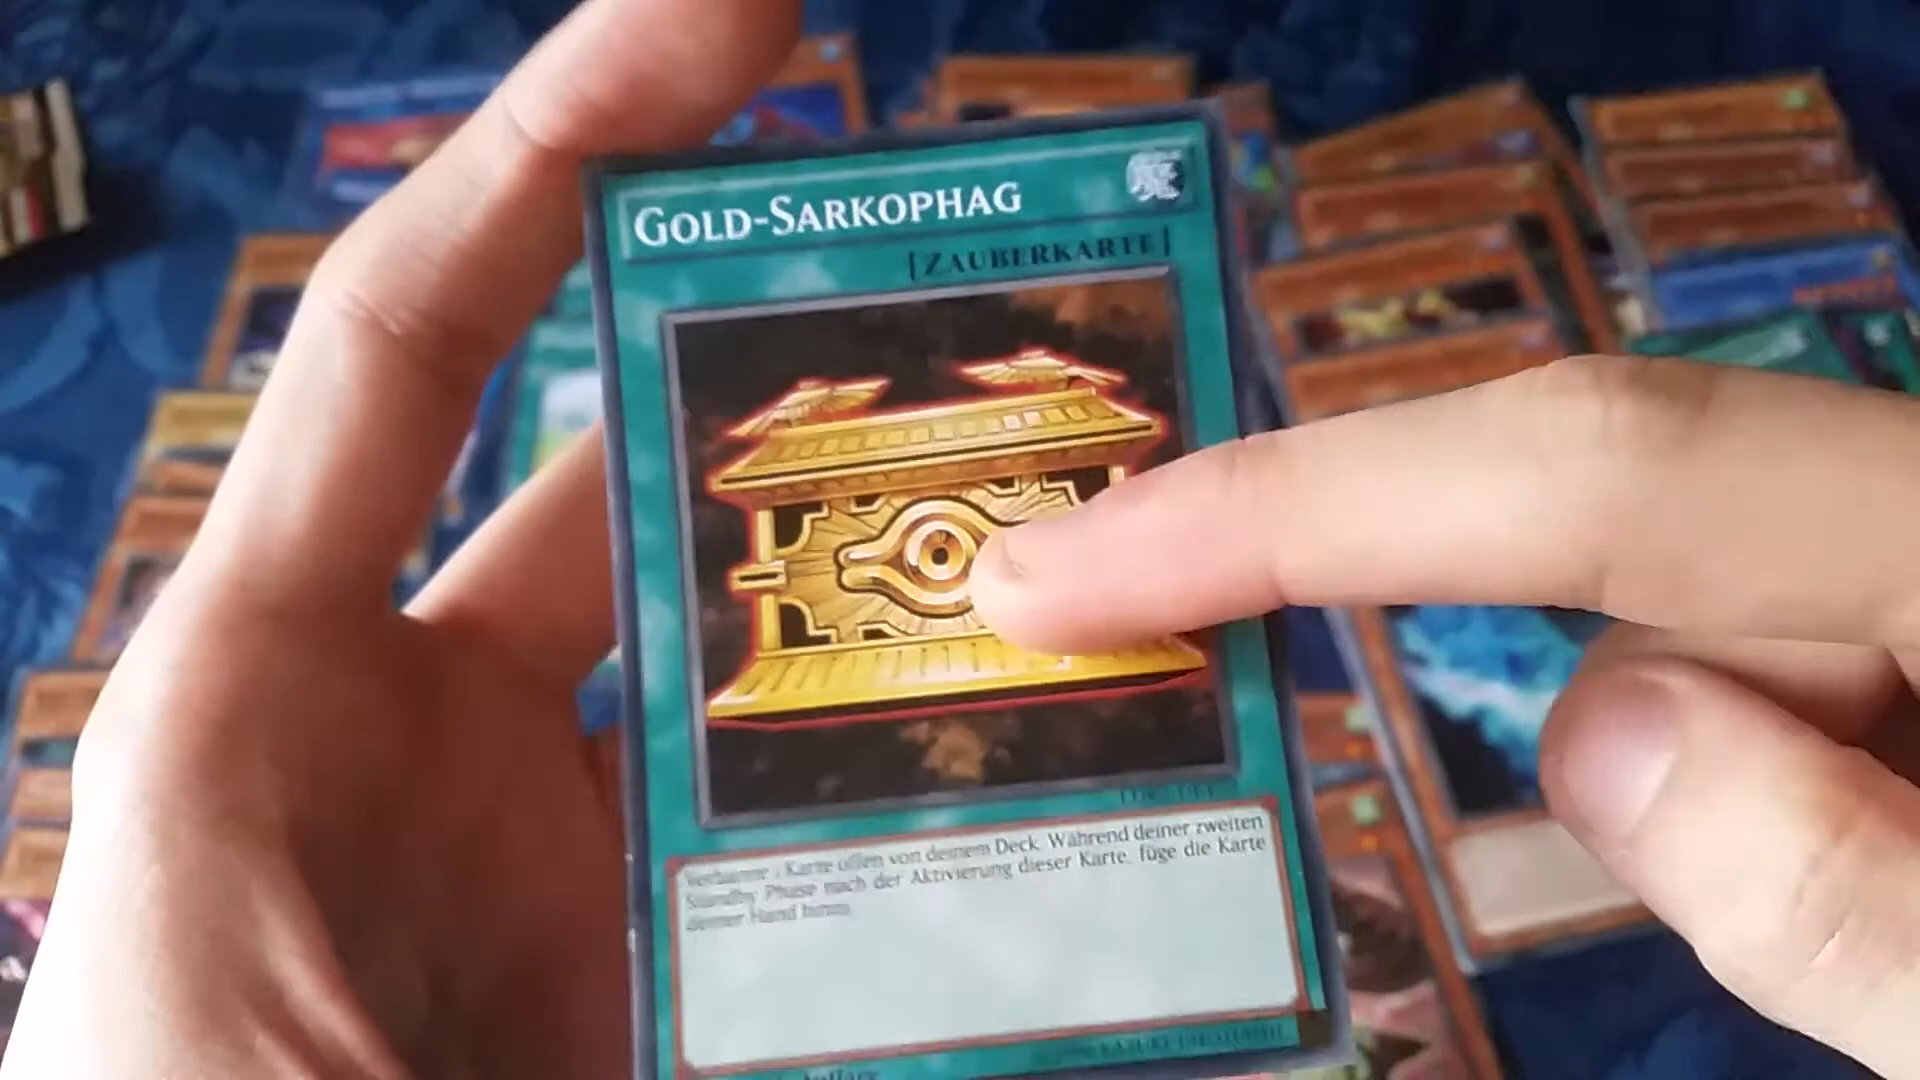 GOLD-SARKOPHAG
[ZAUBERKARTE]
Verbanne 1 Karte offen von deinem Deck. Während deiner zweiten
Standby Phase nach der Aktivierung dieser Karte, füge die Karte
deiner Hand hinzu.
Auflage